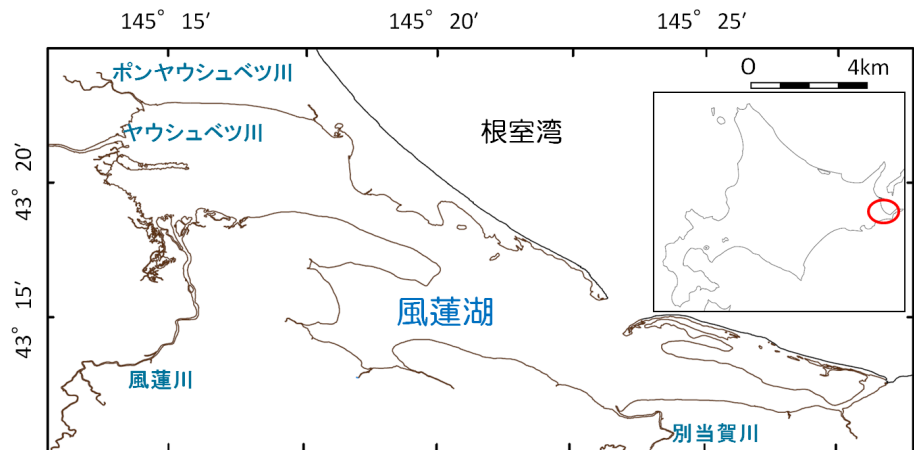 145° 15′
145° 20′
145° 25′
ポンヤウシュベツ川
0 4km
ヤウシュベツ川
根室湾
43° 20′
風蓮湖
43° 15′
風蓮川
別当賀川